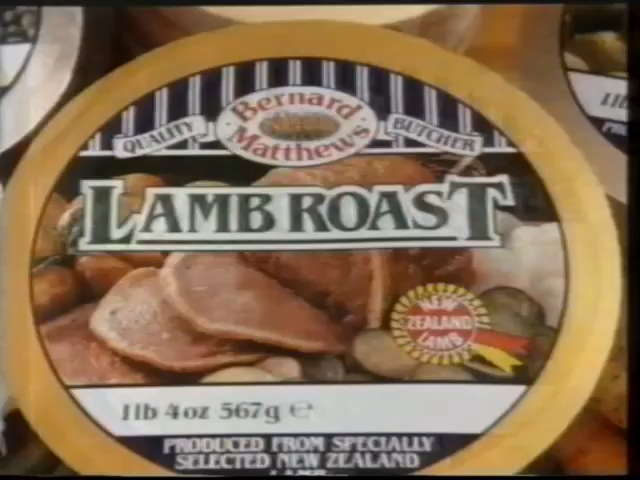 Bernard
Matthews
QUALITY
BUTCHER
LAMB ROAST
NEW
ZEALAND
LAMB
1lb 4oz 567g e
PRODUCED FROM SPECIALLY
SELECTED NEW ZEALAND